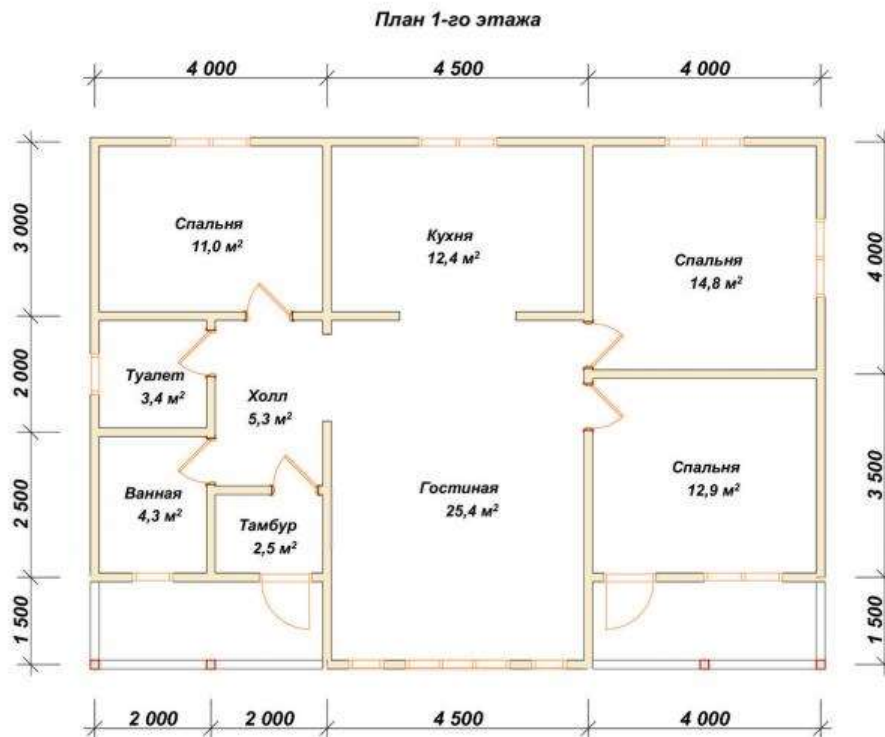 План 1-го этажа
4 000
4 500
4 000
3 000
2 000
2 500
1 500
Спальня
11,0 м²
Кухня
12,4 м²
Спальня
14,8 м²
Туалет
3,4 м²
Холл
5,3 м²
Ванная
4,3 м²
Тамбур
2,5 м²
Гостиная
25,4 м²
Спальня
12,9 м²
4 000
3 500
1 500
2 000
2 000
4 500
4 000